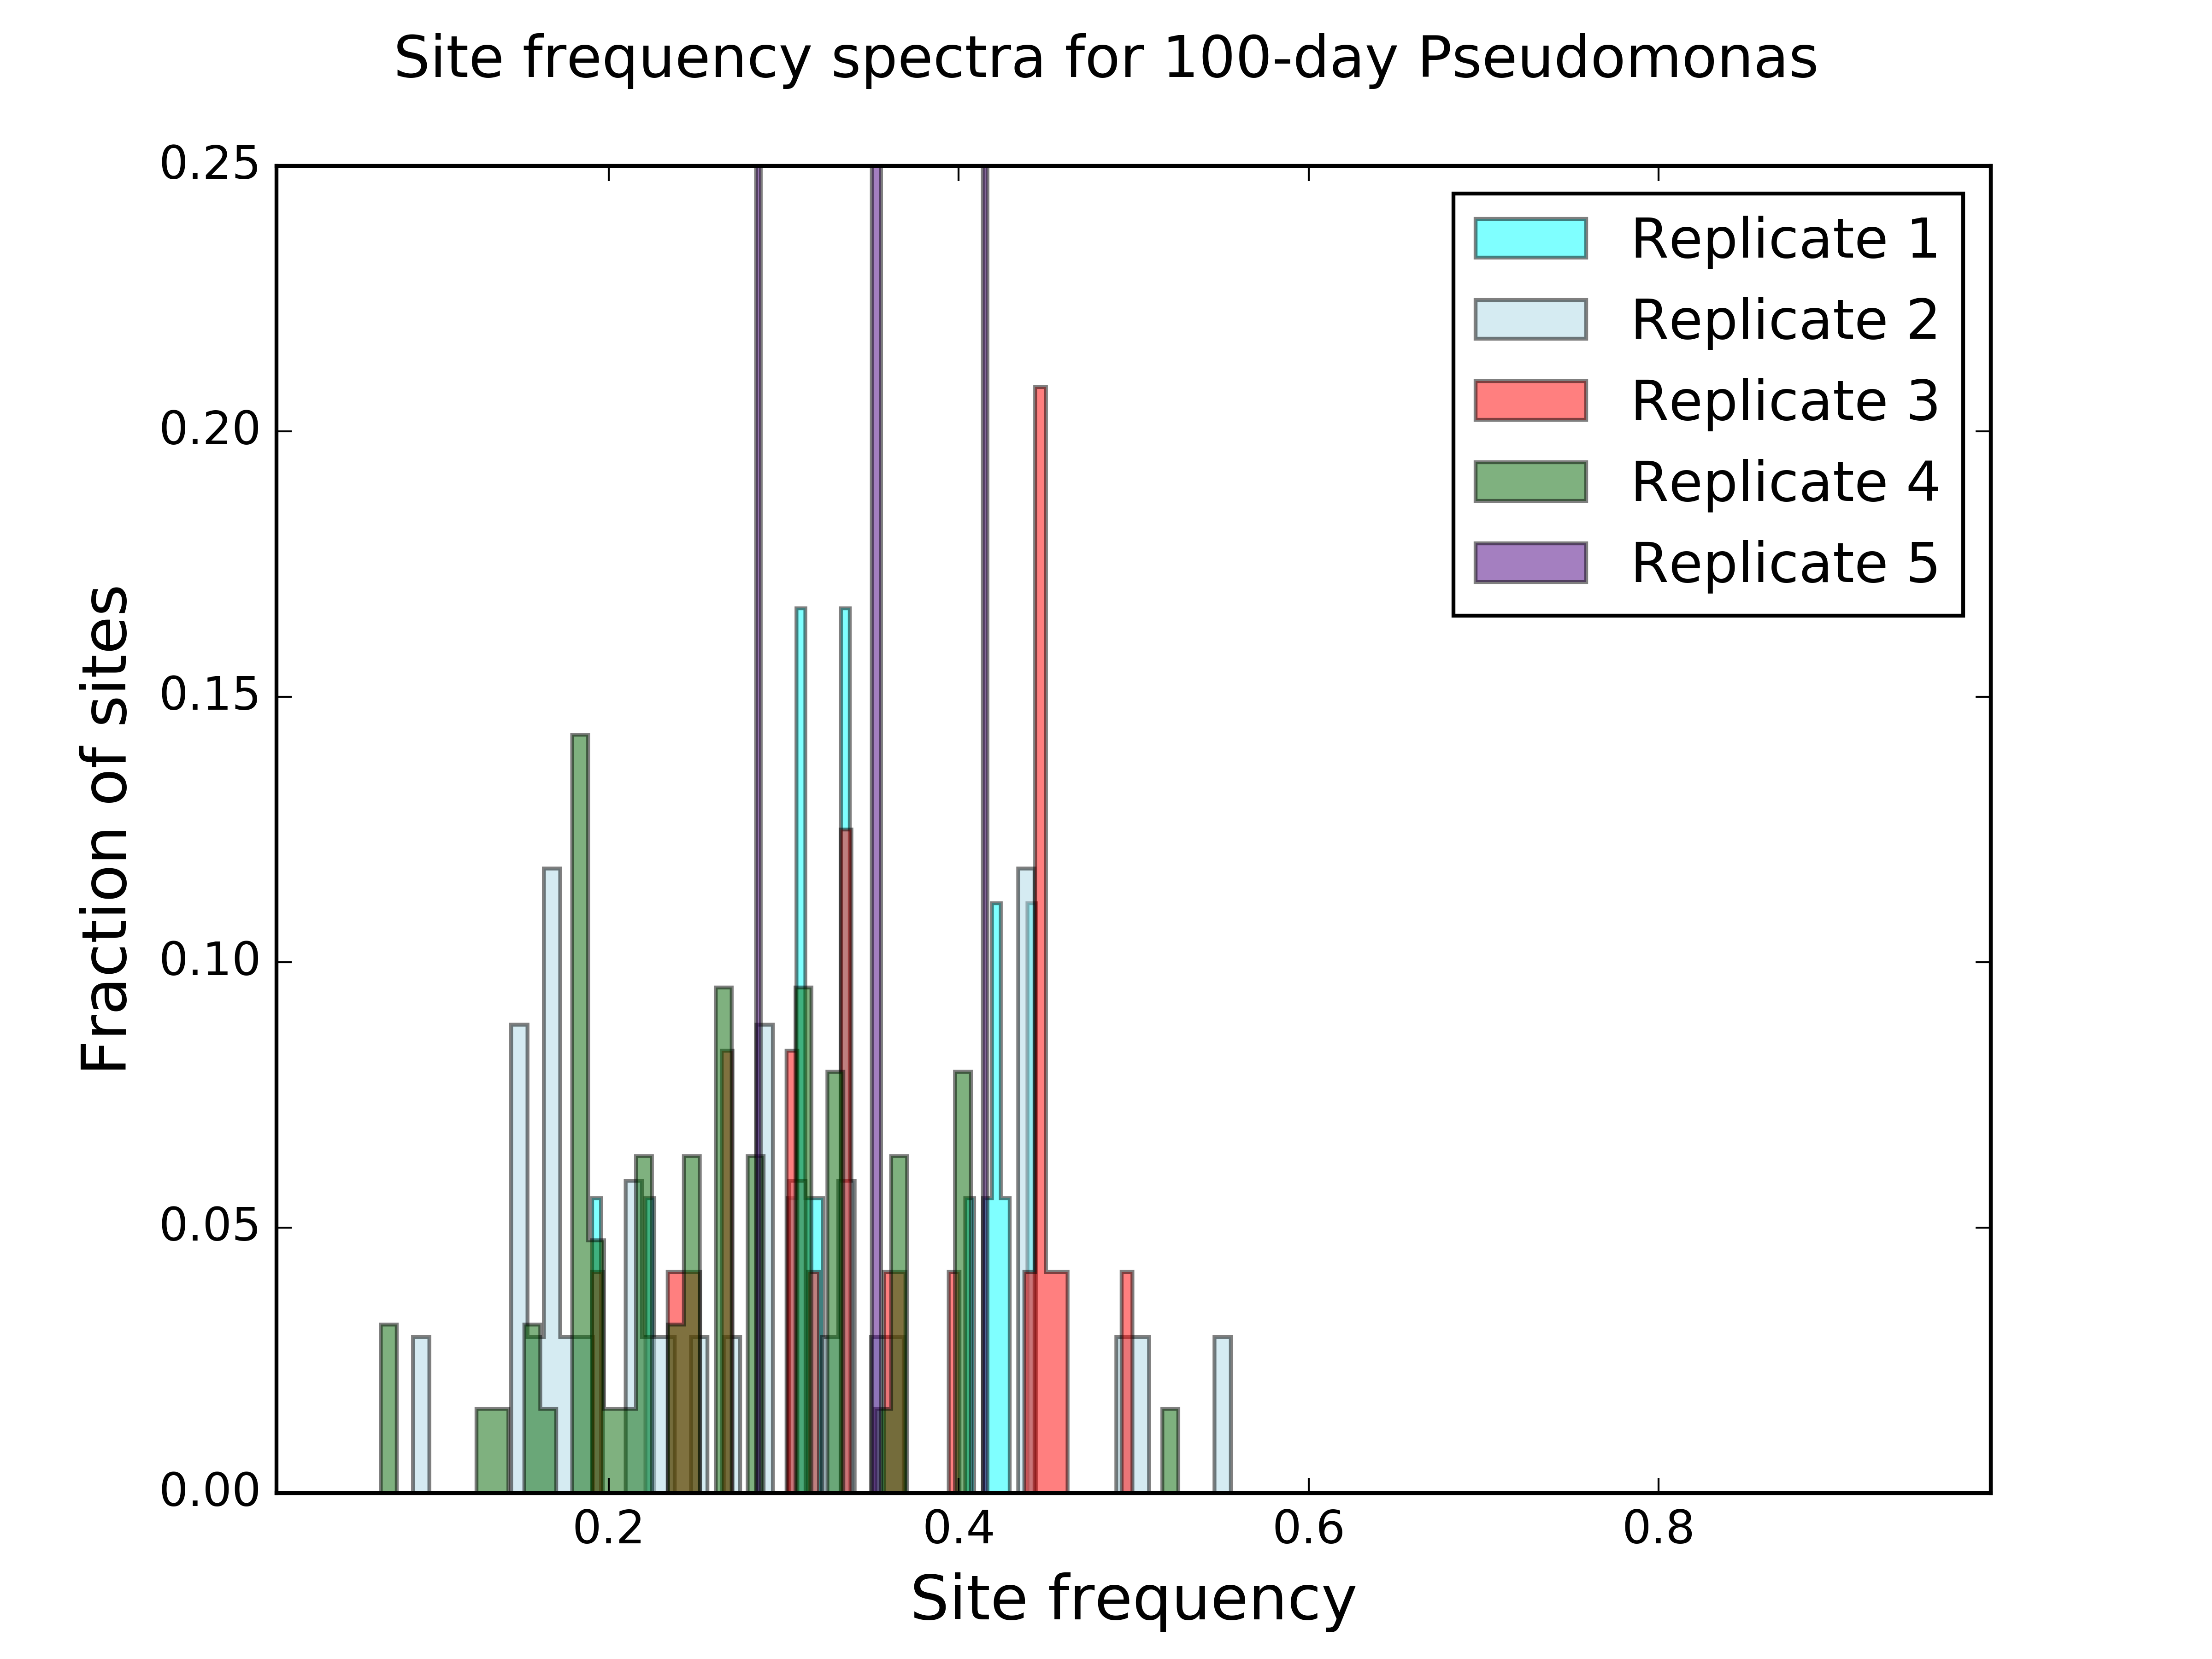 Site frequency spectra for 100-day Pseudomonas
0.25
0.20
0.15
0.10
0.05
0.00
Fraction of sites
Replicate 1
Replicate 2
Replicate 3
Replicate 4
Replicate 5
0.2 0.4 0.6 0.8
Site frequency